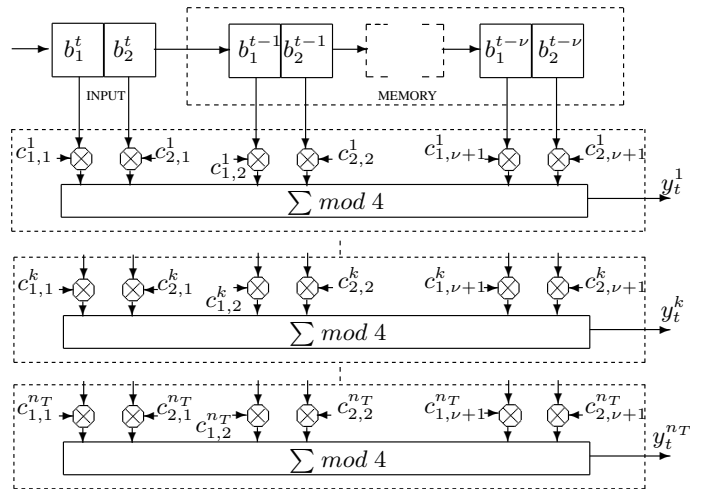 b_1^t b_2^t b_1^{t-1} b_2^{t-1} b_1^{t-ν} b_2^{t-ν}
INPUT MEMORY
c_{1,1}^1 c_{2,1}^1 c_{1,2}^1 c_{2,2}^1 c_{1,ν+1}^1 c_{2,ν+1}^1
∑ mod 4 y_t^1
c_{1,1}^k c_{2,1}^k c_{1,2}^k c_{2,2}^k c_{1,ν+1}^k c_{2,ν+1}^k
∑ mod 4 y_t^k
c_{1,1}^{n_T} c_{2,1}^{n_T} c_{1,2}^{n_T} c_{2,2}^{n_T} c_{1,ν+1}^{n_T} c_{2,ν+1}^{n_T}
∑ mod 4 y_t^{n_T}